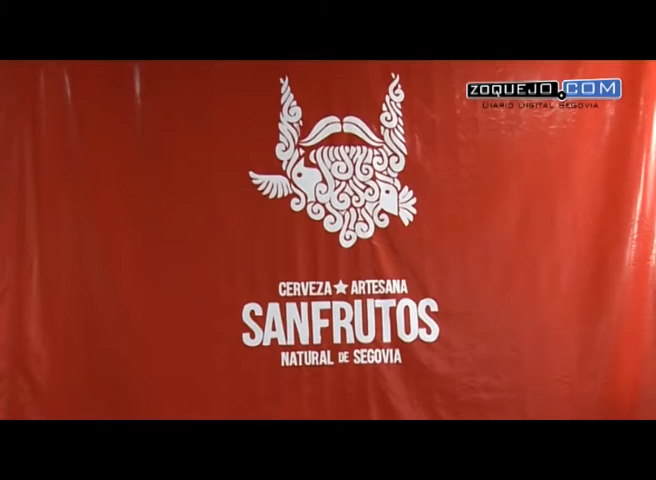 ZOQUEJO.COM
DIARIO DIGITAL SEGOVIA
CERVEZA ★ ARTESANA
SANFRUTOS
NATURAL DE SEGOVIA